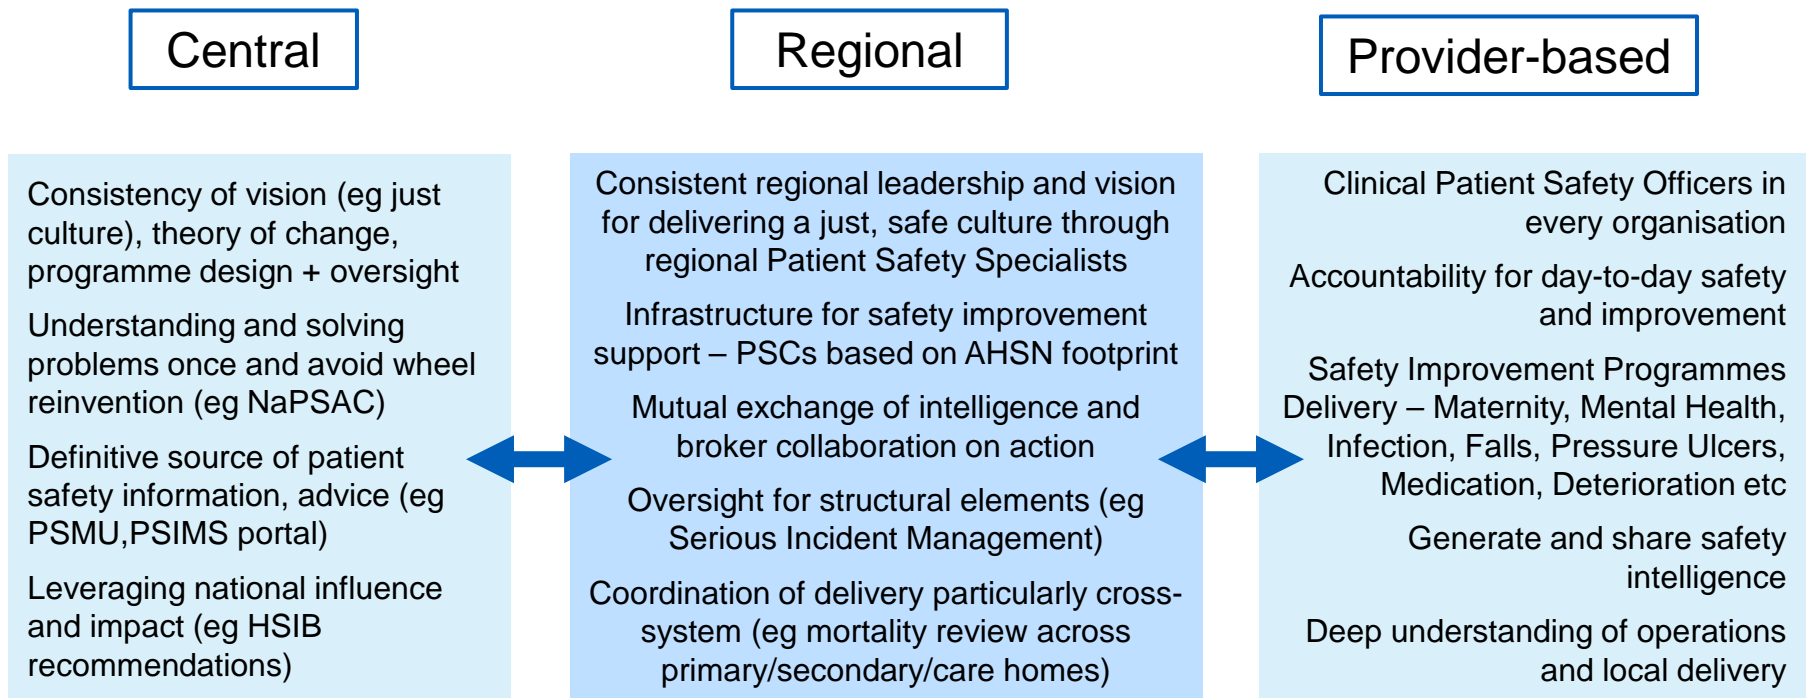 Central
Regional
Provider-based
Consistency of vision (eg just
culture), theory of change,
programme design + oversight
Understanding and solving
problems once and avoid wheel
reinvention (eg NaPSAC)
Definitive source of patient
safety information, advice (eg
PSMU,PSIMS portal)
Leveraging national influence
and impact (eg HSIB
recommendations)
Consistent regional leadership and vision
for delivering a just, safe culture through
regional Patient Safety Specialists
Infrastructure for safety improvement
support – PSCs based on AHSN footprint
Mutual exchange of intelligence and
broker collaboration on action
Oversight for structural elements (eg
Serious Incident Management)
Coordination of delivery particularly cross-
system (eg mortality review across
primary/secondary/care homes)
Clinical Patient Safety Officers in
every organisation
Accountability for day-to-day safety
and improvement
Safety Improvement Programmes
Delivery – Maternity, Mental Health,
Infection, Falls, Pressure Ulcers,
Medication, Deterioration etc
Generate and share safety
intelligence
Deep understanding of operations
and local delivery